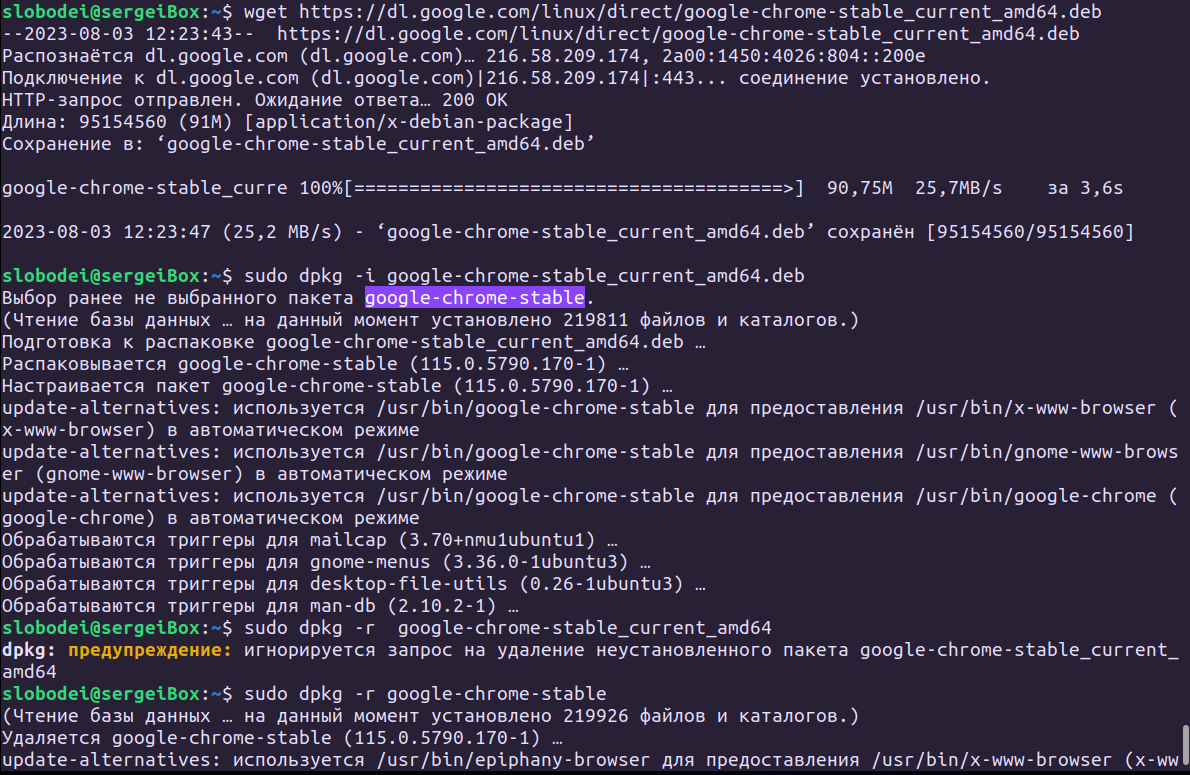 slobodei@sergeiBox:~$ wget https://dl.google.com/linux/direct/google-chrome-stable_current_amd64.deb
--2023-08-03 12:23:43--  https://dl.google.com/linux/direct/google-chrome-stable_current_amd64.deb
Распознаётся dl.google.com (dl.google.com)… 216.58.209.174, 2a00:1450:4026:804::200e
Подключение к dl.google.com (dl.google.com)|216.58.209.174|:443... соединение установлено.
HTTP-запрос отправлен. Ожидание ответа… 200 OK
Длина: 95154560 (91M) [application/x-debian-package]
Сохранение в: ‘google-chrome-stable_current_amd64.deb’
google-chrome-stable_curre 100%[=======================================>]  90,75M  25,7MB/s    за 3,6s
2023-08-03 12:23:47 (25,2 MB/s) - ‘google-chrome-stable_current_amd64.deb’ сохранён [95154560/95154560]
slobodei@sergeiBox:~$ sudo dpkg -i google-chrome-stable_current_amd64.deb
Выбор ранее не выбранного пакета google-chrome-stable.
(Чтение базы данных … на данный момент установлено 219811 файлов и каталогов.)
Подготовка к распаковке google-chrome-stable_current_amd64.deb …
Распаковывается google-chrome-stable (115.0.5790.170-1) …
Настраивается пакет google-chrome-stable (115.0.5790.170-1) …
update-alternatives: используется /usr/bin/google-chrome-stable для предоставления /usr/bin/x-www-browser (
x-www-browser) в автоматическом режиме
update-alternatives: используется /usr/bin/google-chrome-stable для предоставления /usr/bin/gnome-www-brows
er (gnome-www-browser) в автоматическом режиме
update-alternatives: используется /usr/bin/google-chrome-stable для предоставления /usr/bin/google-chrome (
google-chrome) в автоматическом режиме
Обрабатываются триггеры для mailcap (3.70+nmu1ubuntu1) …
Обрабатываются триггеры для gnome-menus (3.36.0-1ubuntu3) …
Обрабатываются триггеры для desktop-file-utils (0.26-1ubuntu3) …
Обрабатываются триггеры для man-db (2.10.2-1) …
slobodei@sergeiBox:~$ sudo dpkg -r  google-chrome-stable_current_amd64
dpkg: предупреждение: игнорируется запрос на удаление неустановленного пакета google-chrome-stable_current_
amd64
slobodei@sergeiBox:~$ sudo dpkg -r google-chrome-stable
(Чтение базы данных … на данный момент установлено 219926 файлов и каталогов.)
Удаляется google-chrome-stable (115.0.5790.170-1) …
update-alternatives: используется /usr/bin/epiphany-browser для предоставления /usr/bin/x-www-browser (x-ww